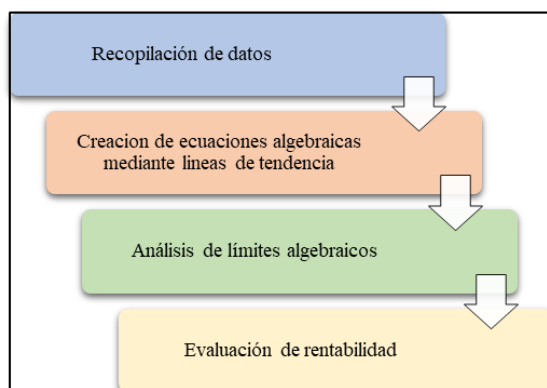 Recopilación de datos
Creacion de ecuaciones algebraicas
mediante lineas de tendencia
Análisis de límites algebraicos
Evaluación de rentabilidad